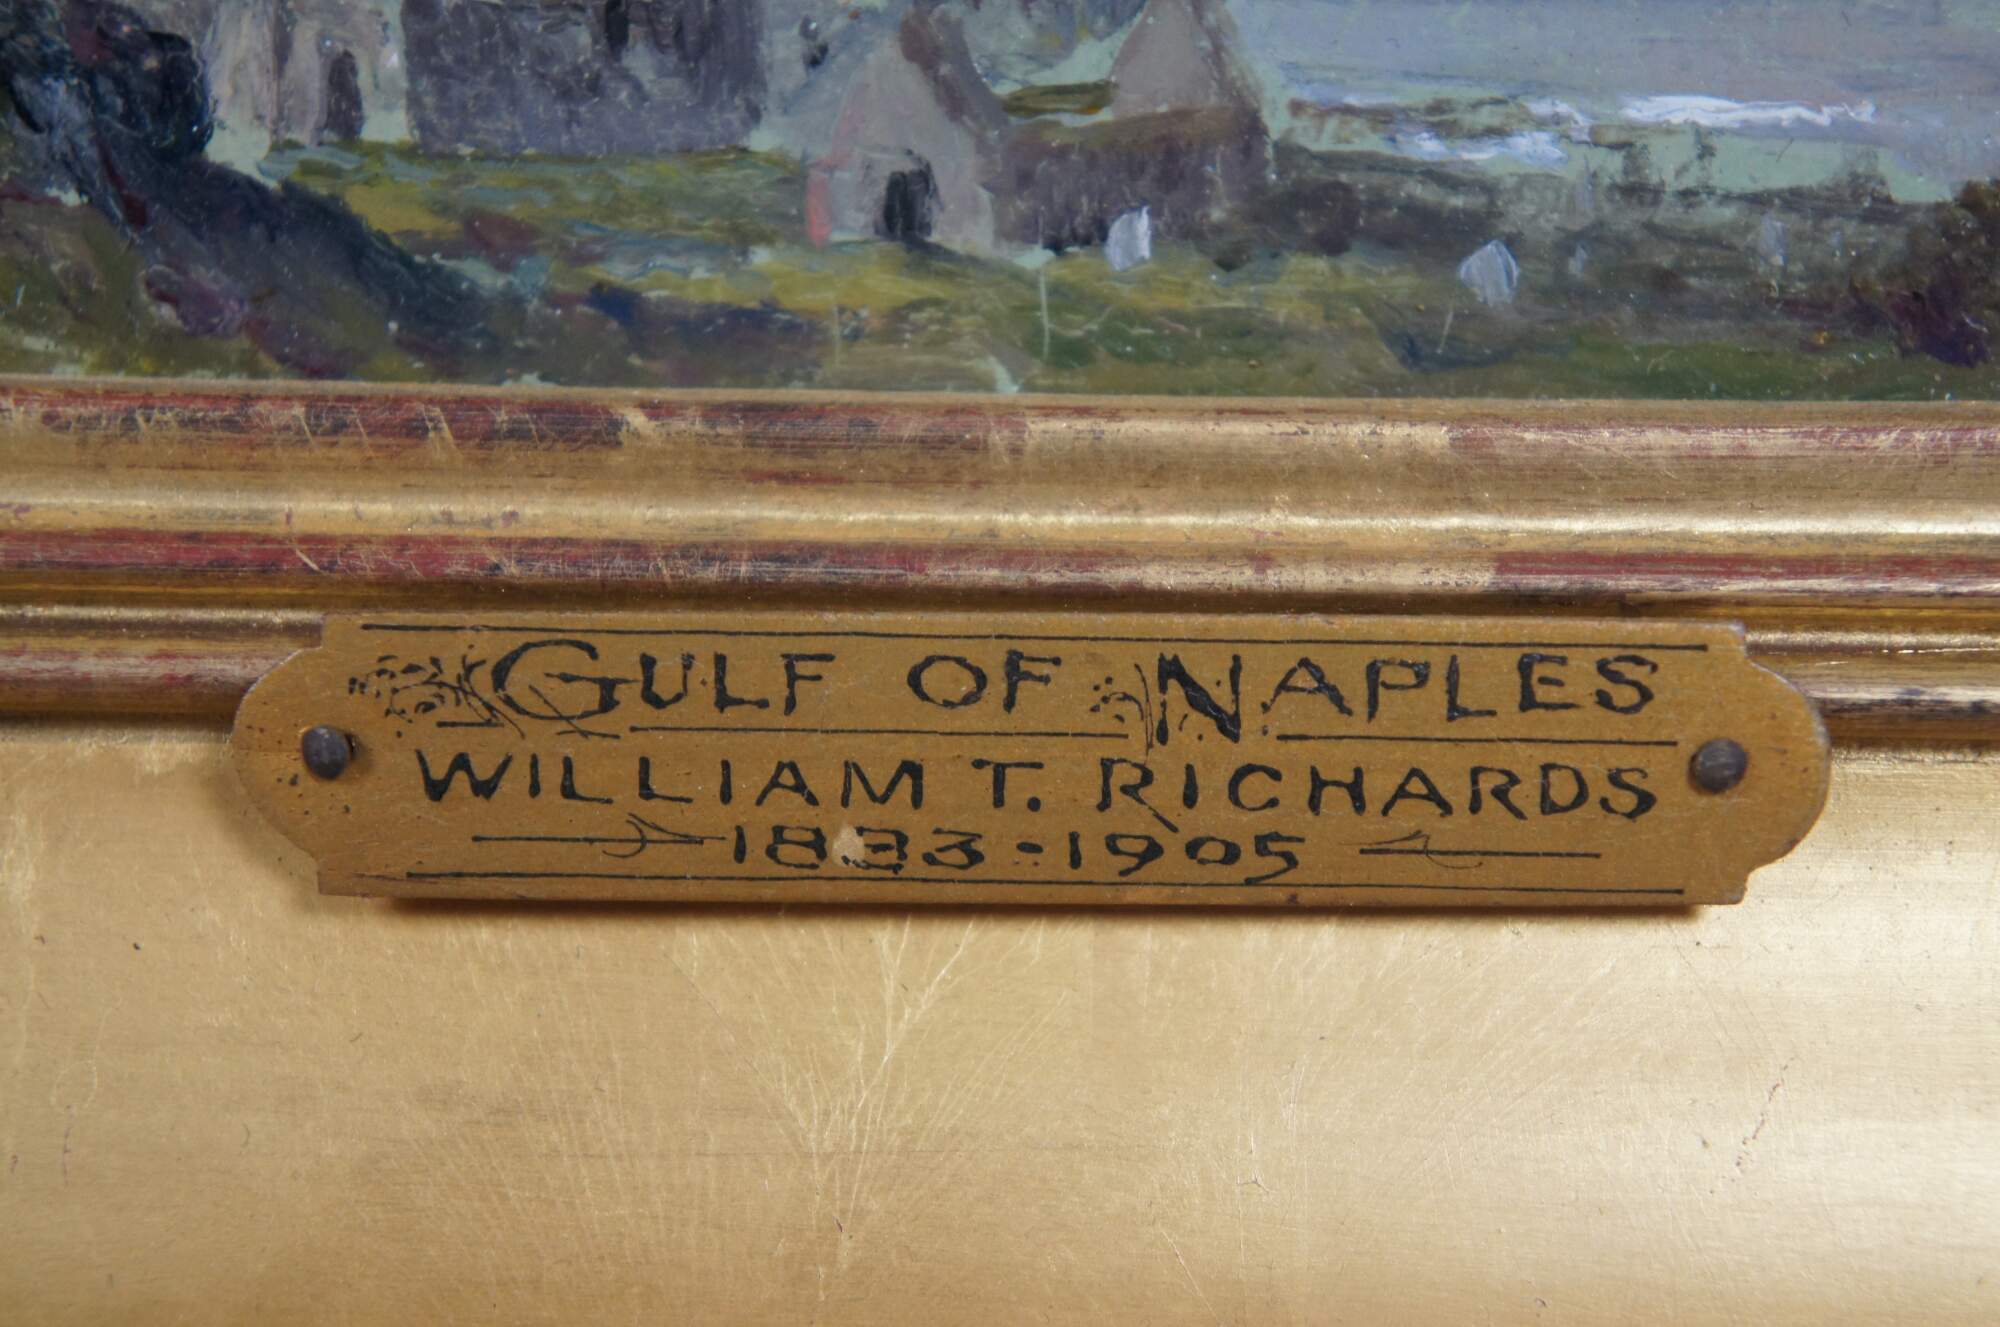 GULF OF NAPLES
WILLIAM T. RICHARDS
1833-1905